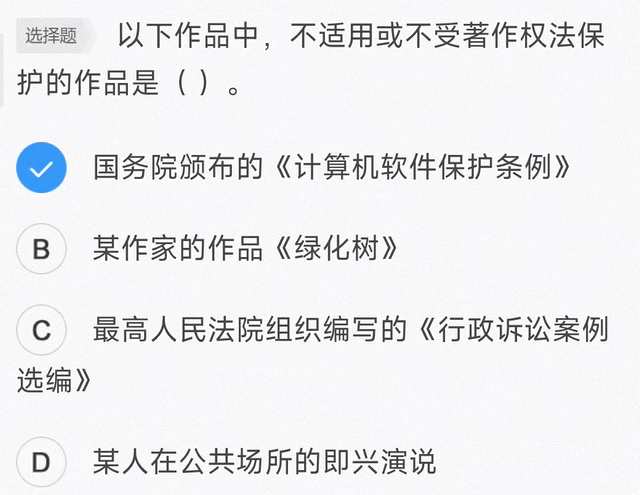 选择题 以下作品中，不适用或不受著作权法保
护的作品是（ ）。
国务院颁布的《计算机软件保护条例》
B 某作家的作品《绿化树》
C 最高人民法院组织编写的《行政诉讼案例
选编》
D 某人在公共场所的即兴演说